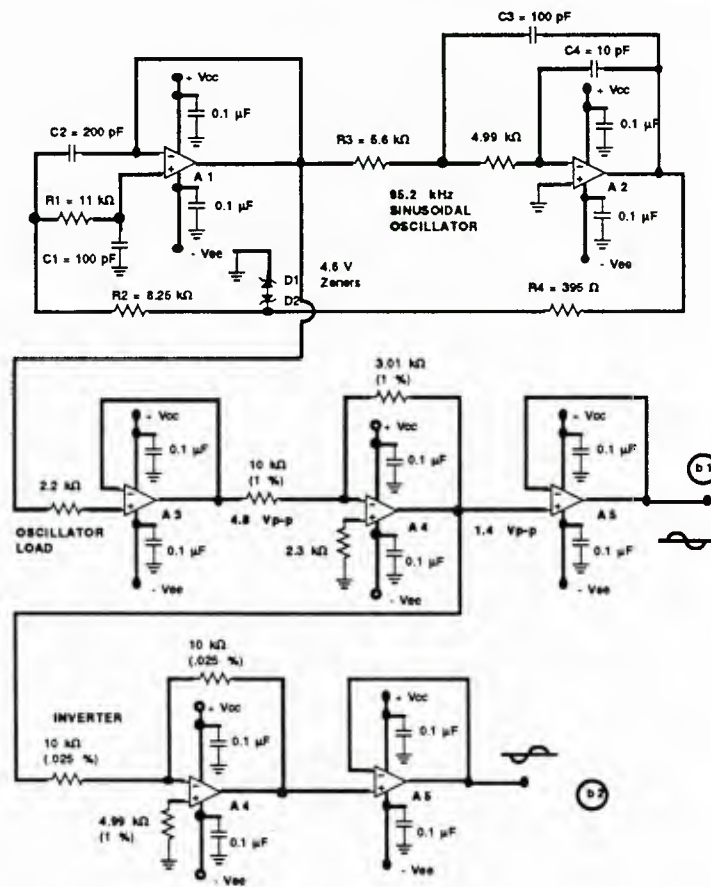 C3 = 100 pF
C4 = 10 pF
+ Vcc
+ Vcc
0.1 µF
0.1 µF
C2 = 200 pF
R3 = 5.6 kΩ
4.99 kΩ
A 1
A 2
R1 = 11 kΩ
95.2 kHz
SINUSOIDAL
OSCILLATOR
0.1 µF
0.1 µF
C1 = 100 pF
- Vee
- Vee
4.6 V
Zeners
D1
D2
R2 = 8.25 kΩ
R4 = 395 Ω
3.01 kΩ
(1 %)
+ Vcc
+ Vcc
+ Vcc
0.1 µF
0.1 µF
0.1 µF
b1
2.2 kΩ
10 kΩ
(1 %)
A 3
4.8 Vp-p
A 4
1.4 Vp-p
A 5
OSCILLATOR
LOAD
0.1 µF
2.3 kΩ
0.1 µF
0.1 µF
- Vee
- Vee
- Vee
10 kΩ
(.025 %)
+ Vcc
+ Vcc
INVERTER
0.1 µF
0.1 µF
10 kΩ
(.025 %)
A 4
A 5
b2
4.99 kΩ
(1 %)
0.1 µF
0.1 µF
- Vee
- Vee